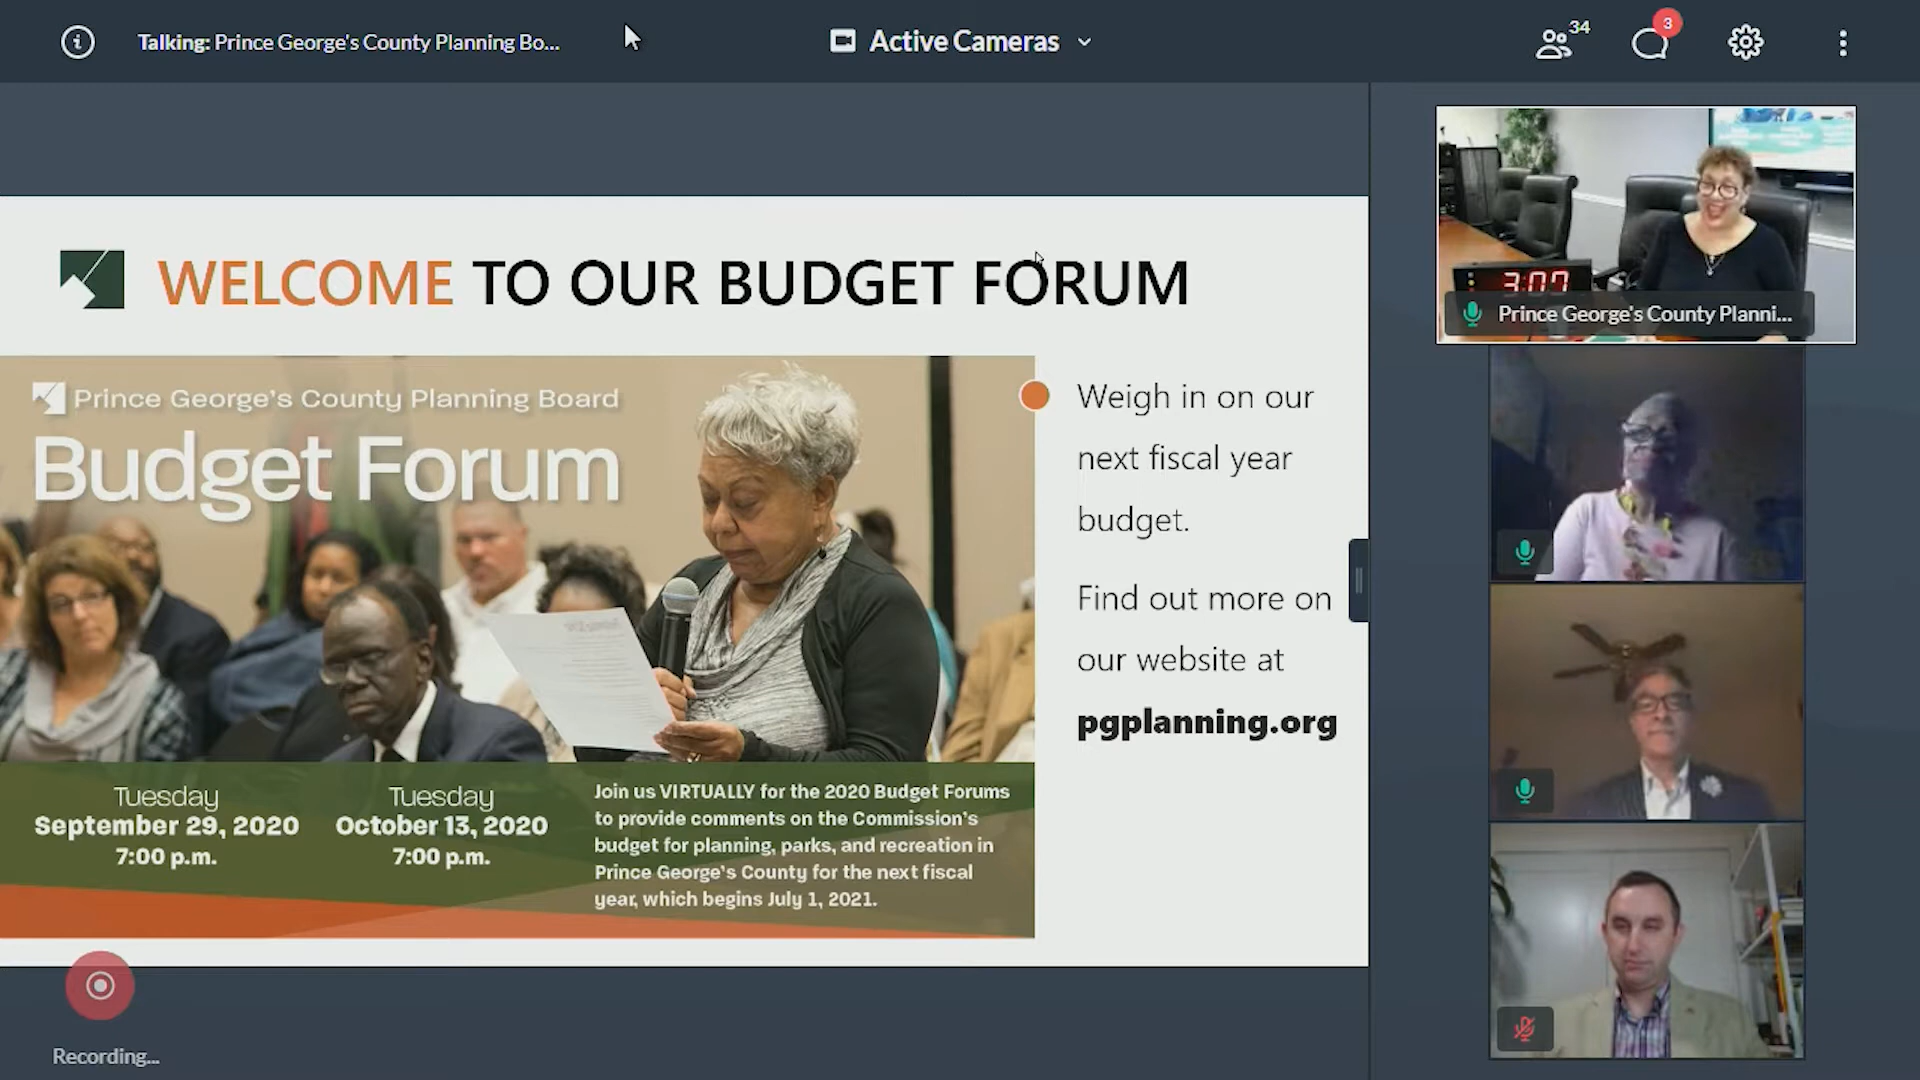 Talking: Prince George's County Planning Bo...
Active Cameras
34
3
WELCOME TO OUR BUDGET FORUM
Prince George's County Planning Board
Budget Forum
Weigh in on our
next fiscal year
budget.
Find out more on
our website at
pgplanning.org
Tuesday
September 29, 2020
7:00 p.m.
Tuesday
October 13, 2020
7:00 p.m.
Join us VIRTUALLY for the 2020 Budget Forums
to provide comments on the Commission's
budget for planning, parks, and recreation in
Prince George's County for the next fiscal
year, which begins July 1, 2021.
3:07
Prince George's County Planni...
Recording...